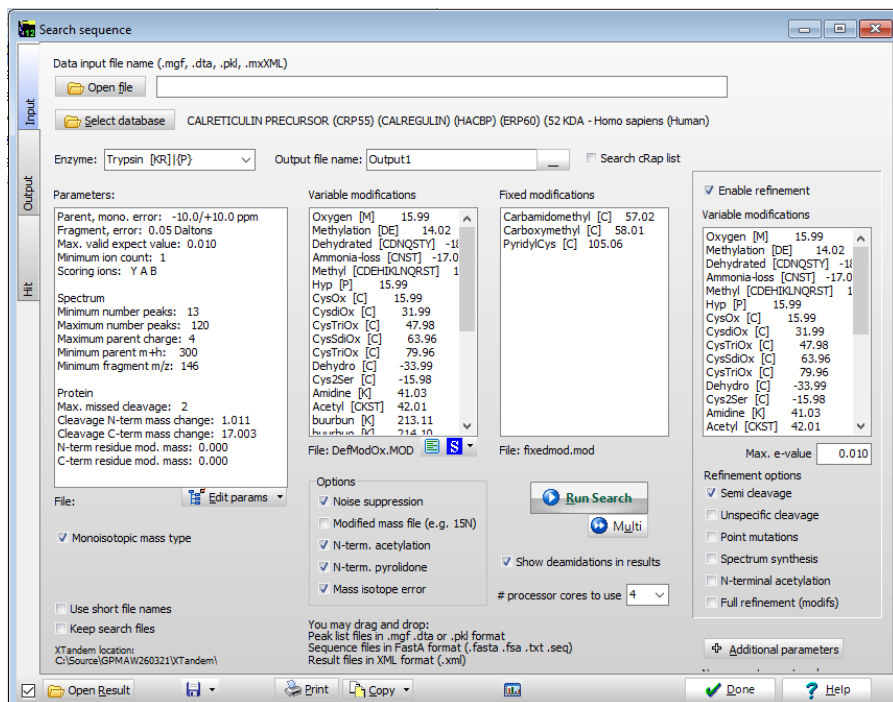 Search sequence
Data input file name (.mgf, .dta, .pkl, .mxXML)
Open file
Select database
CALRETICULIN PRECURSOR (CRP55) (CALREGULIN) (HACBP) (ERP60) (52 KDA - Homo sapiens (Human)
Enzyme: Trypsin [KR]|{P}
Output file name: Output1
Search cRap list
Input
Output
Hit
Parameters:
Parent, mono. error: -10.0/+10.0 ppm
Fragment, error: 0.05 Daltons
Max. valid expect value: 0.010
Minimum ion count: 1
Scoring ions: Y A B
Spectrum
Minimum number peaks: 13
Maximum number peaks: 120
Maximum parent charge: 4
Minimum parent m+h: 300
Minimum fragment m/z: 146
Protein
Max. missed cleavage: 2
Cleavage N-term mass change: 1.011
Cleavage C-term mass change: 17.003
N-term residue mod. mass: 0.000
C-term residue mod. mass: 0.000
File:
Edit params
Monoisotopic mass type
Use short file names
Keep search files
XTandem location:
C:\Source\GPMAW260321\XTandem\
Variable modifications
Oxygen [M] 15.99
Methylation [DE] 14.02
Dehydrated [CDNQSTY] -18
Ammonia-loss [CNST] -17.0
Methyl [CDEHIKLNQRST] 1
Hyp [P] 15.99
CysOx [C] 15.99
CysdiOx [C] 31.99
CysTriOx [C] 47.98
CysSdiOx [C] 63.96
CysTriOx [C] 79.96
Dehydro [C] -33.99
Cys2Ser [C] -15.98
Amidine [K] 41.03
Acetyl [CKST] 42.01
buurbun [K] 213.11
buurbun [K] 214.10
File: DefModOx.MOD
S
Options
Noise suppression
Modified mass file (e.g. 15N)
N-term. acetylation
N-term. pyrolidone
Mass isotope error
You may drag and drop:
Peak list files in .mgf .dta or .pkl format
Sequence files in FastA format (.fasta .fsa .txt .seq)
Result files in XML format (.xml)
Fixed modifications
Carbamidomethyl [C] 57.02
Carboxymethyl [C] 58.01
PyridylCys [C] 105.06
File: fixedmod.mod
Run Search
Multi
Show deamidations in results
# processor cores to use 4
Enable refinement
Variable modifications
Oxygen [M] 15.99
Methylation [DE] 14.02
Dehydrated [CDNQSTY] -18
Ammonia-loss [CNST] -17.0
Methyl [CDEHIKLNQRST] 1
Hyp [P] 15.99
CysOx [C] 15.99
CysdiOx [C] 31.99
CysTriOx [C] 47.98
CysSdiOx [C] 63.96
CysTriOx [C] 79.96
Dehydro [C] -33.99
Cys2Ser [C] -15.98
Amidine [K] 41.03
Acetyl [CKST] 42.01
Max. e-value 0.010
Refinement options
Semi cleavage
Unspecific cleavage
Point mutations
Spectrum synthesis
N-terminal acetylation
Full refinement (modifs)
Additional parameters
Open Result
Print
Copy
Done
Help